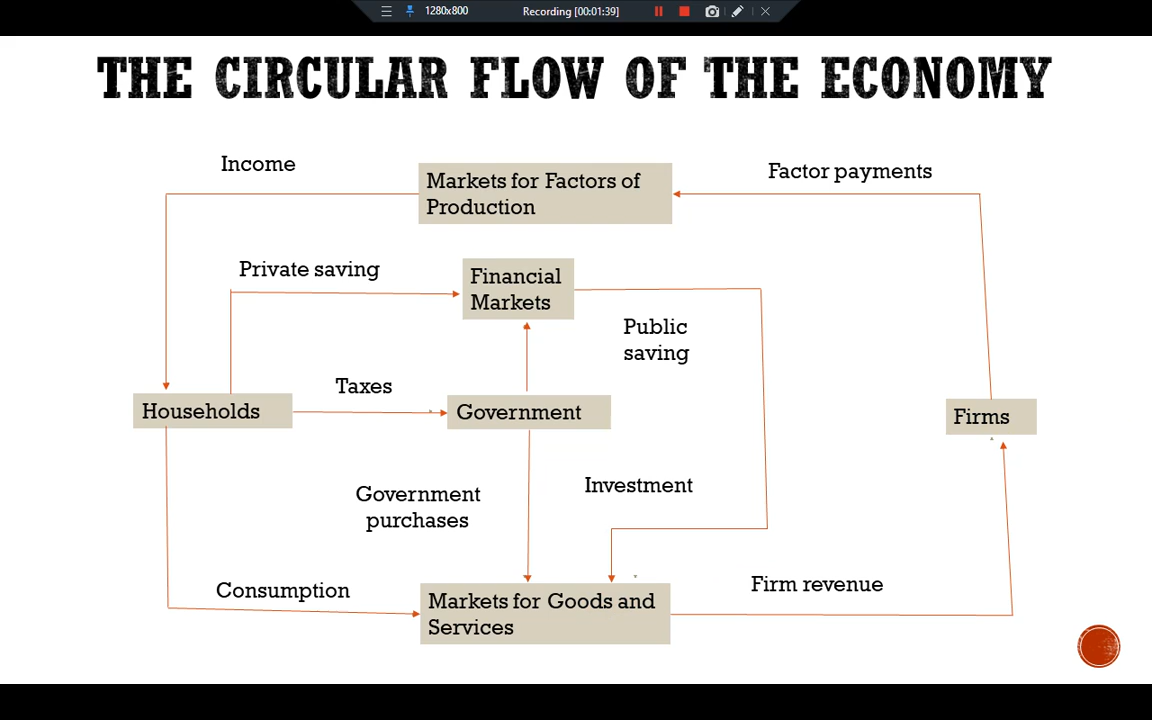 1280x800
Recording [00:01:39]
THE CIRCULAR FLOW OF THE ECONOMY
Income
Markets for Factors of
Production
Factor payments
Private saving
Financial
Markets
Public
saving
Taxes
Households
Government
Firms
Government
purchases
Investment
Consumption
Markets for Goods and
Services
Firm revenue